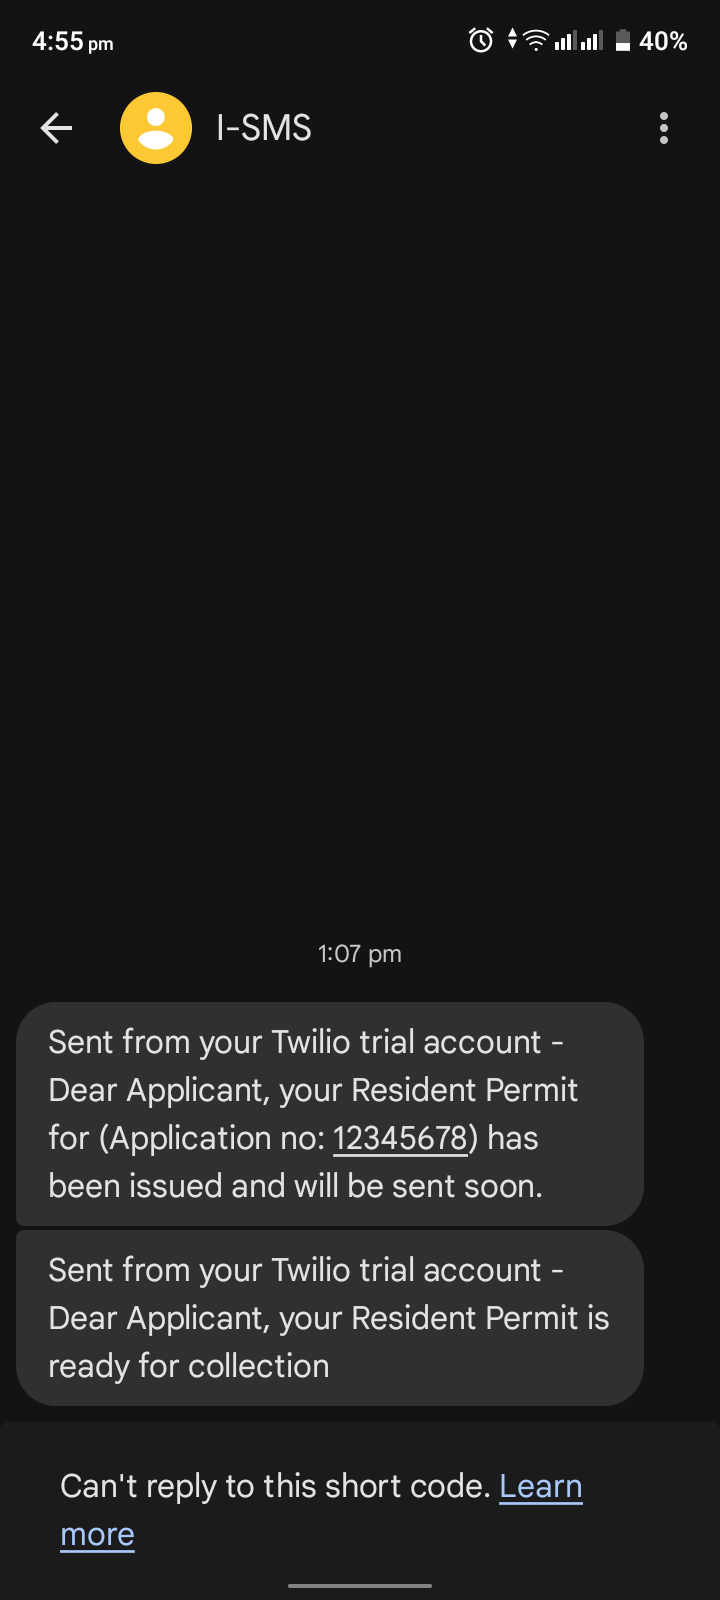 4:55 pm
40%
I-SMS
1:07 pm
Sent from your Twilio trial account -
Dear Applicant, your Resident Permit
for (Application no: 12345678) has
been issued and will be sent soon.
Sent from your Twilio trial account -
Dear Applicant, your Resident Permit is
ready for collection
Can't reply to this short code. Learn
more